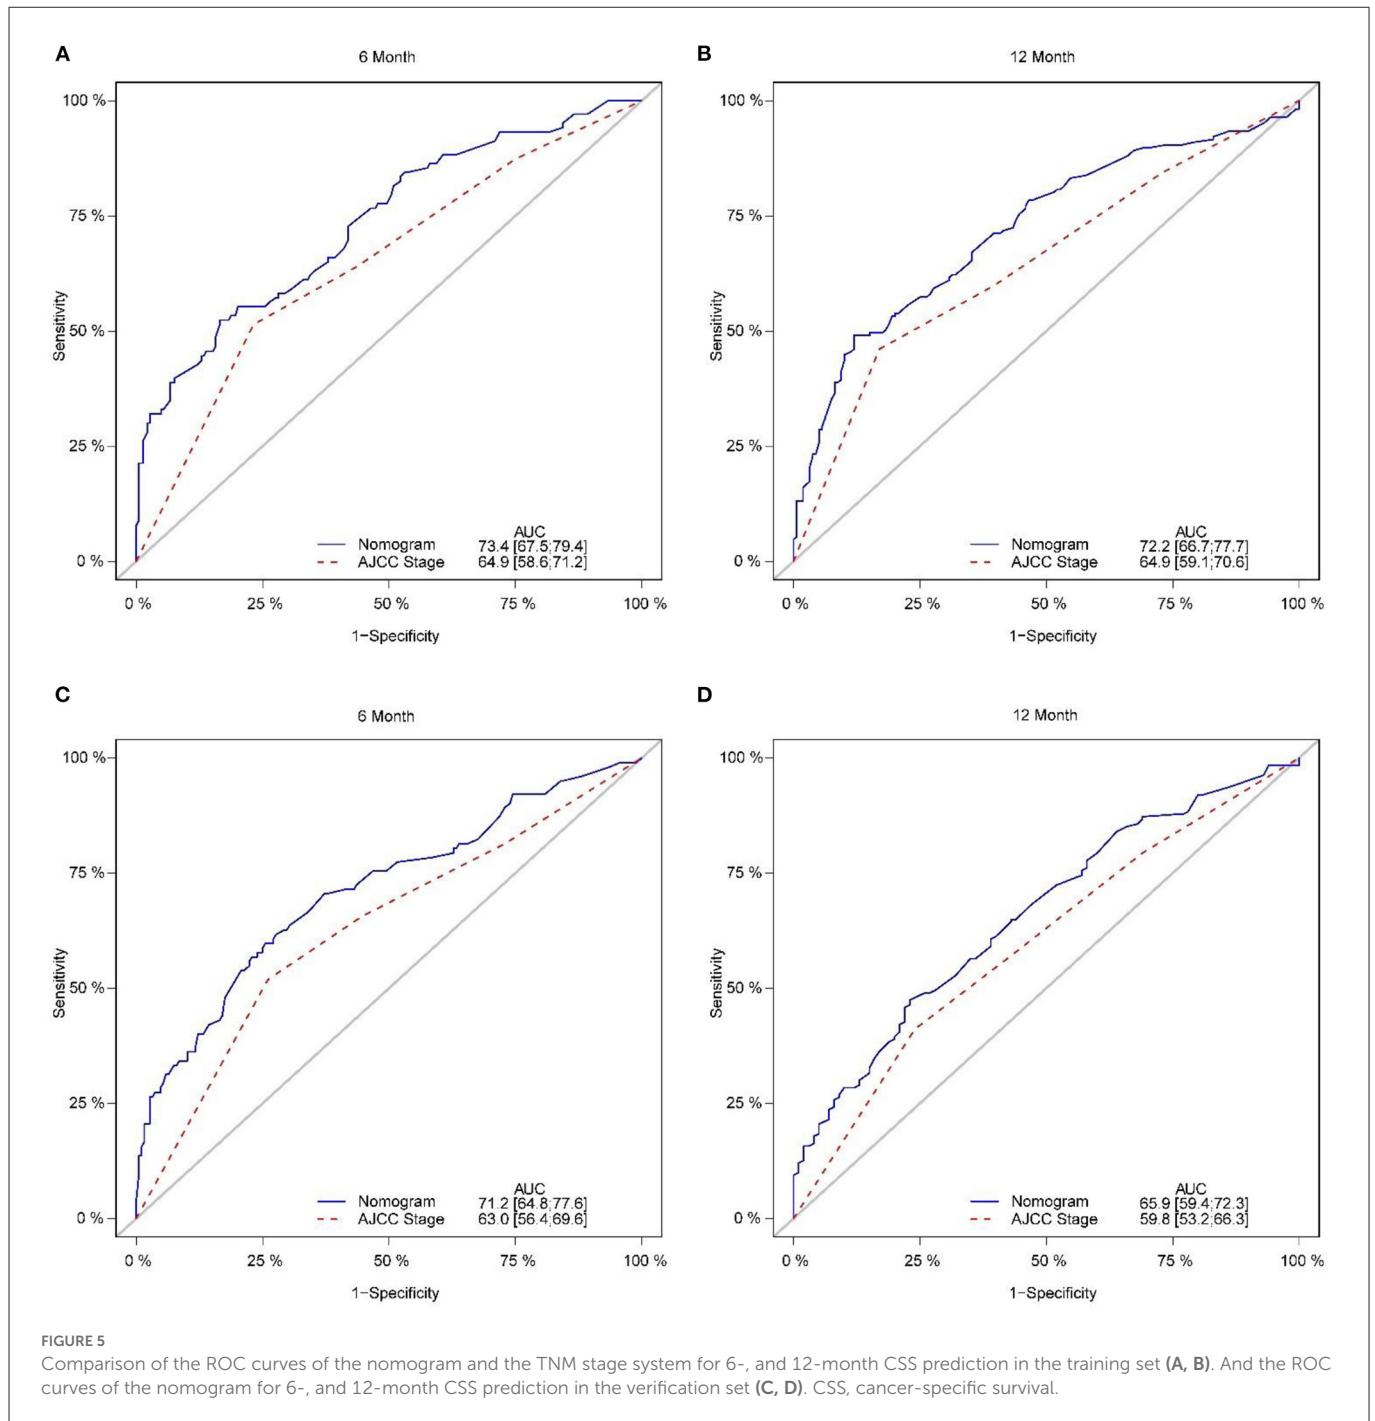 A
6 Month
100 %
75 %
50 %
25 %
0 %
Sensitivity
AUC
Nomogram 73.4 [67.5;79.4]
AJCC Stage 64.9 [58.6;71.2]
0 % 25 % 50 % 75 % 100 %
1−Specificity
B
12 Month
100 %
75 %
50 %
25 %
0 %
Sensitivity
AUC
Nomogram 72.2 [66.7;77.7]
AJCC Stage 64.9 [59.1;70.6]
0 % 25 % 50 % 75 % 100 %
1−Specificity
C
6 Month
100 %
75 %
50 %
25 %
0 %
Sensitivity
AUC
Nomogram 71.2 [64.8;77.6]
AJCC Stage 63.0 [56.4;69.6]
0 % 25 % 50 % 75 % 100 %
1−Specificity
D
12 Month
100 %
75 %
50 %
25 %
0 %
Sensitivity
AUC
Nomogram 65.9 [59.4;72.3]
AJCC Stage 59.8 [53.2;66.3]
0 % 25 % 50 % 75 % 100 %
1−Specificity
FIGURE 5
Comparison of the ROC curves of the nomogram and the TNM stage system for 6-, and 12-month CSS prediction in the training set (A, B). And the ROC
curves of the nomogram for 6-, and 12-month CSS prediction in the verification set (C, D). CSS, cancer-specific survival.